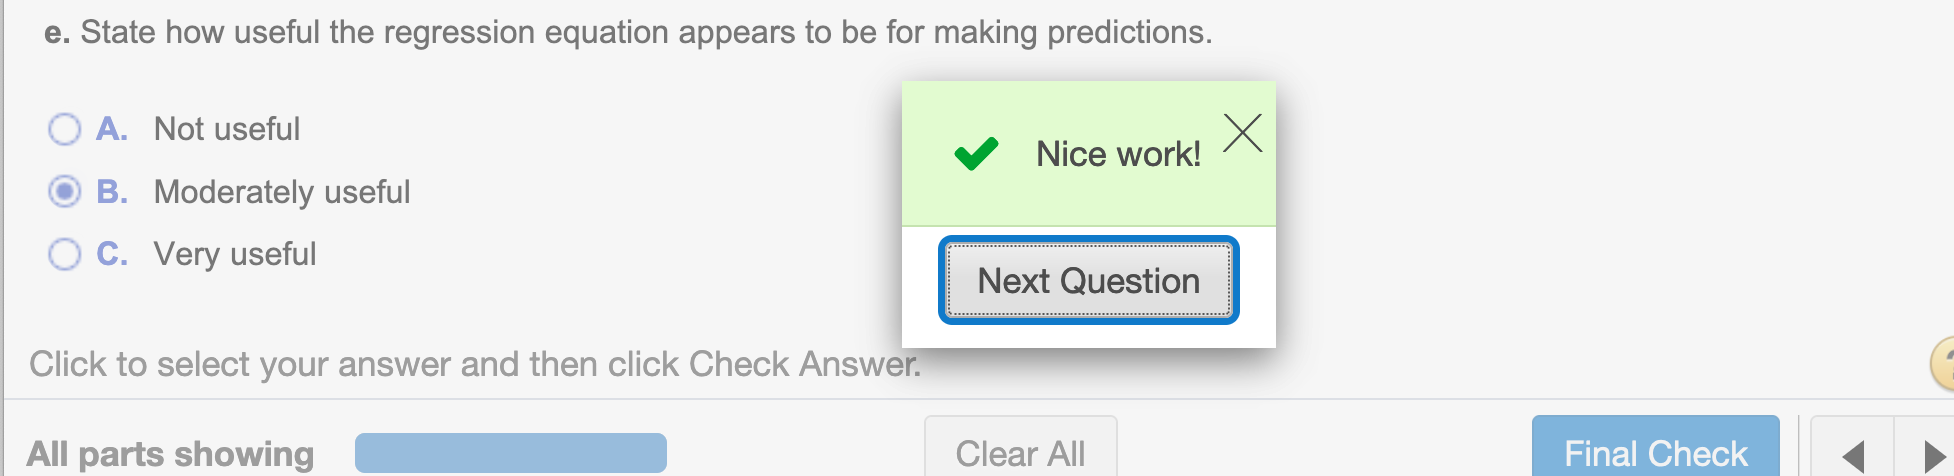 e. State how useful the regression equation appears to be for making predictions.
A. Not useful
B. Moderately useful
C. Very useful
Nice work!
Next Question
Click to select your answer and then click Check Answer.
All parts showing
Clear All
Final Check